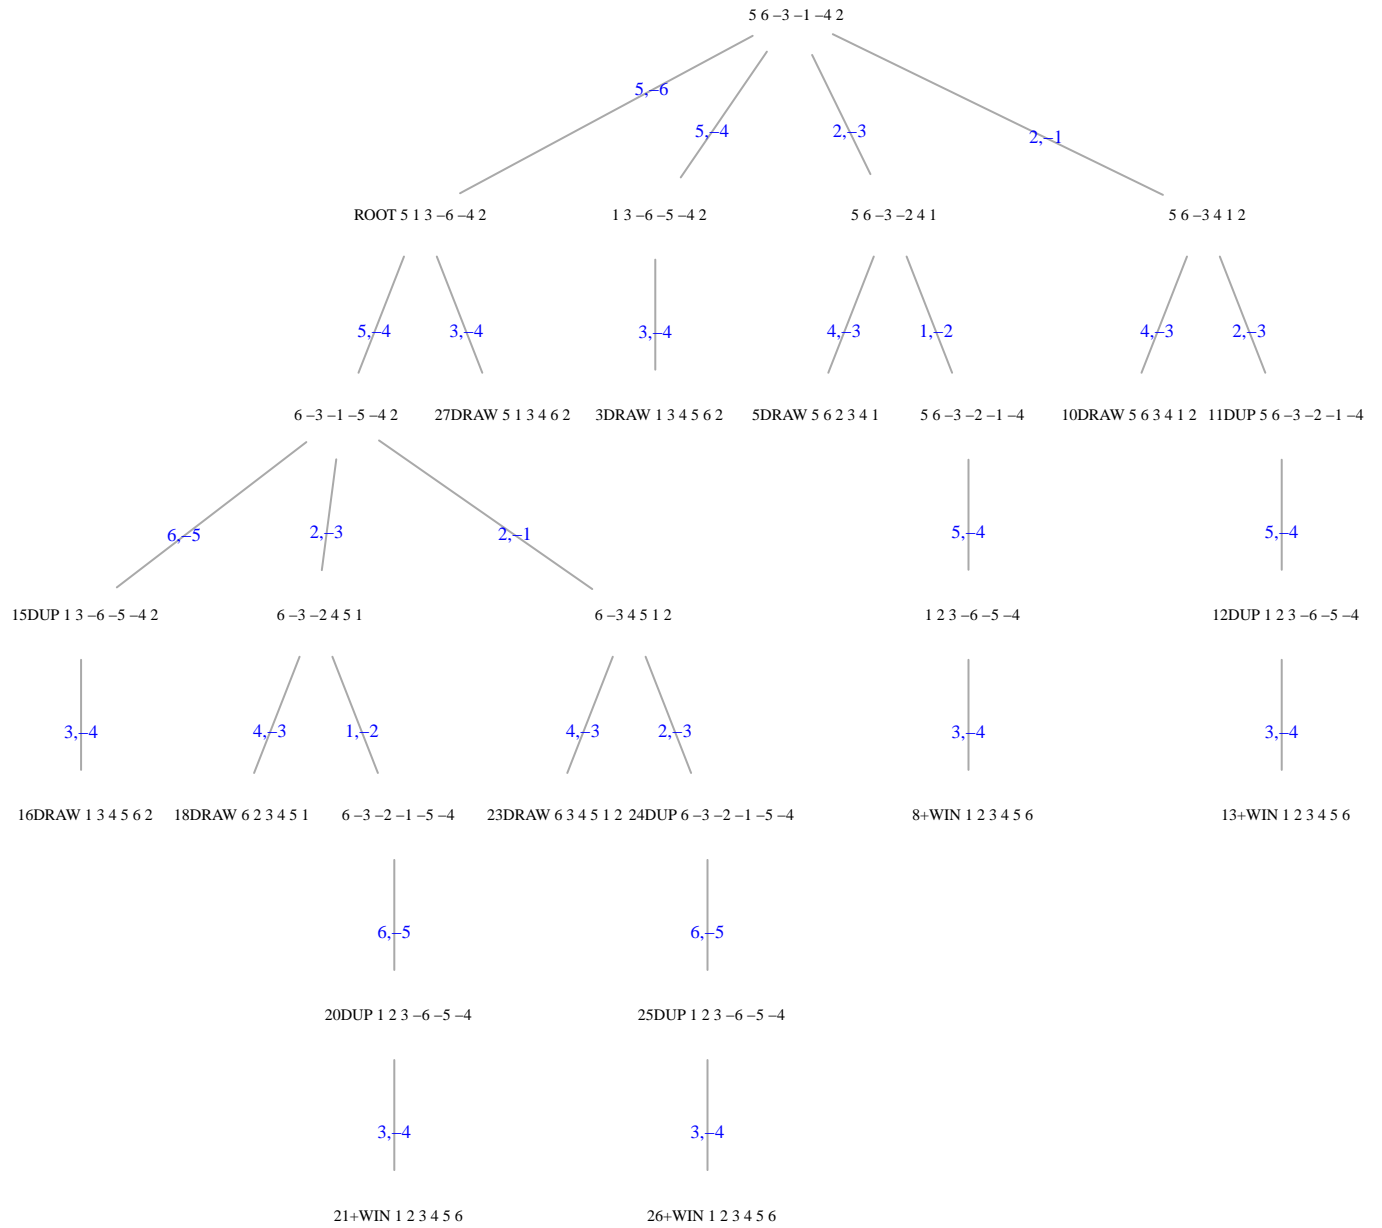 5 6 –3 –1 –4 2
5,–6
5,–4
2,–3
2,–1
ROOT 5 1 3 –6 –4 2
1 3 –6 –5 –4 2
5 6 –3 –2 4 1
5 6 –3 4 1 2
5,–4
3,–4
3,–4
4,–3
1,–2
4,–3
2,–3
6 –3 –1 –5 –4 2
27DRAW 5 1 3 4 6 2
3DRAW 1 3 4 5 6 2
5DRAW 5 6 2 3 4 1
5 6 –3 –2 –1 –4
10DRAW 5 6 3 4 1 2
11DUP 5 6 –3 –2 –1 –4
6,–5
2,–3
2,–1
5,–4
5,–4
15DUP 1 3 –6 –5 –4 2
6 –3 –2 4 5 1
6 –3 4 5 1 2
1 2 3 –6 –5 –4
12DUP 1 2 3 –6 –5 –4
3,–4
4,–3
1,–2
4,–3
2,–3
3,–4
3,–4
16DRAW 1 3 4 5 6 2
18DRAW 6 2 3 4 5 1
6 –3 –2 –1 –5 –4
23DRAW 6 3 4 5 1 2
24DUP 6 –3 –2 –1 –5 –4
8+WIN 1 2 3 4 5 6
13+WIN 1 2 3 4 5 6
6,–5
6,–5
20DUP 1 2 3 –6 –5 –4
25DUP 1 2 3 –6 –5 –4
3,–4
3,–4
21+WIN 1 2 3 4 5 6
26+WIN 1 2 3 4 5 6